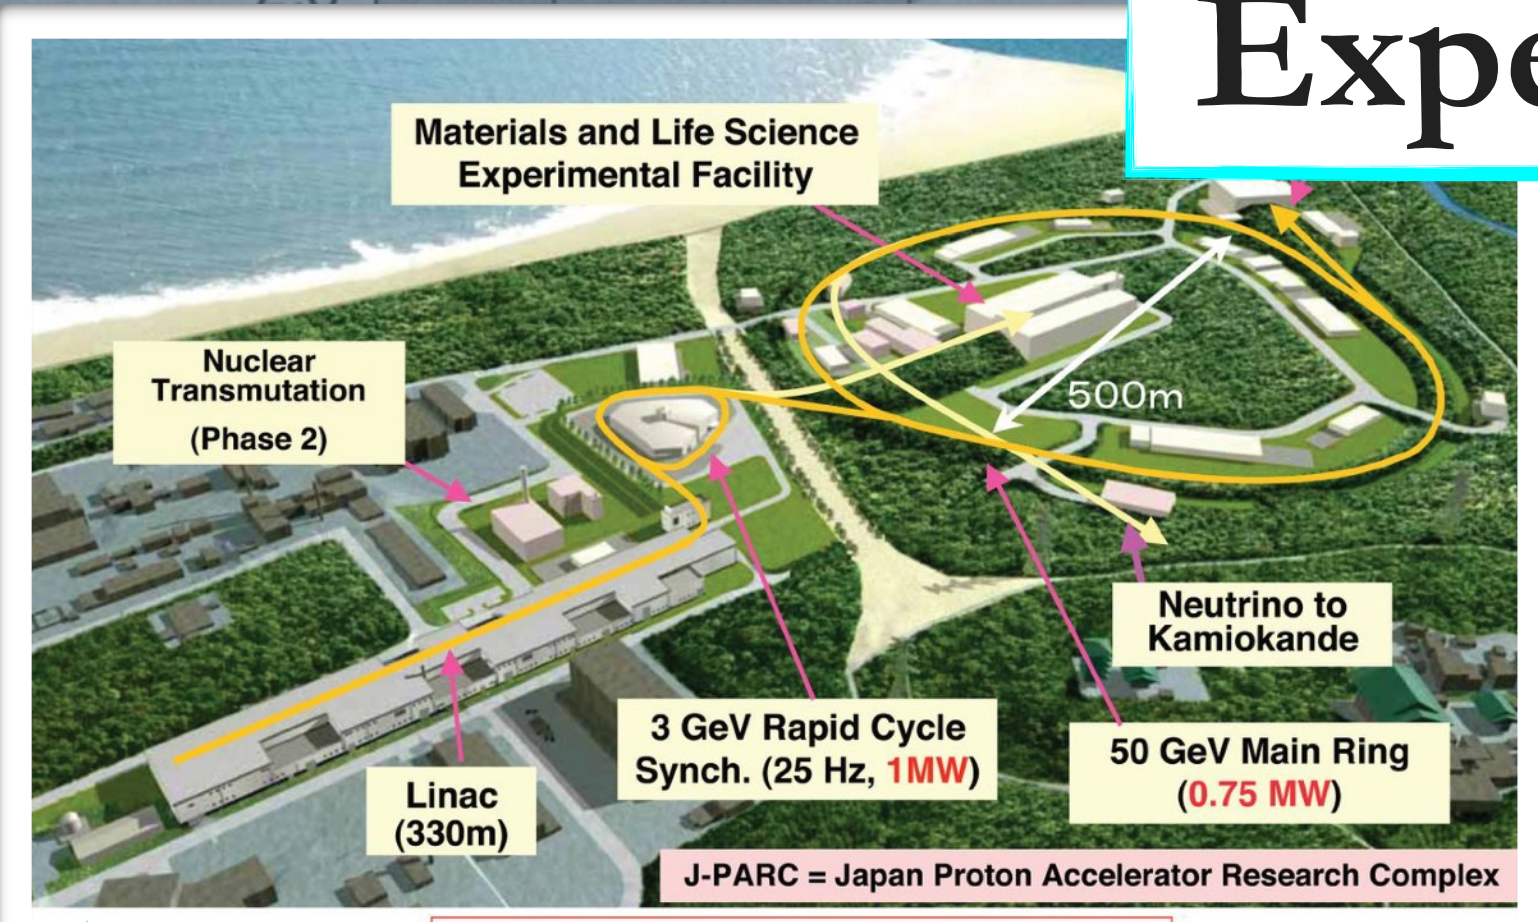 Expe
Materials and Life Science
Experimental Facility
Nuclear
Transmutation
(Phase 2)
500m
Neutrino to
Kamiokande
3 GeV Rapid Cycle
Synch. (25 Hz, 1MW)
50 GeV Main Ring
(0.75 MW)
Linac
(330m)
J-PARC = Japan Proton Accelerator Research Complex